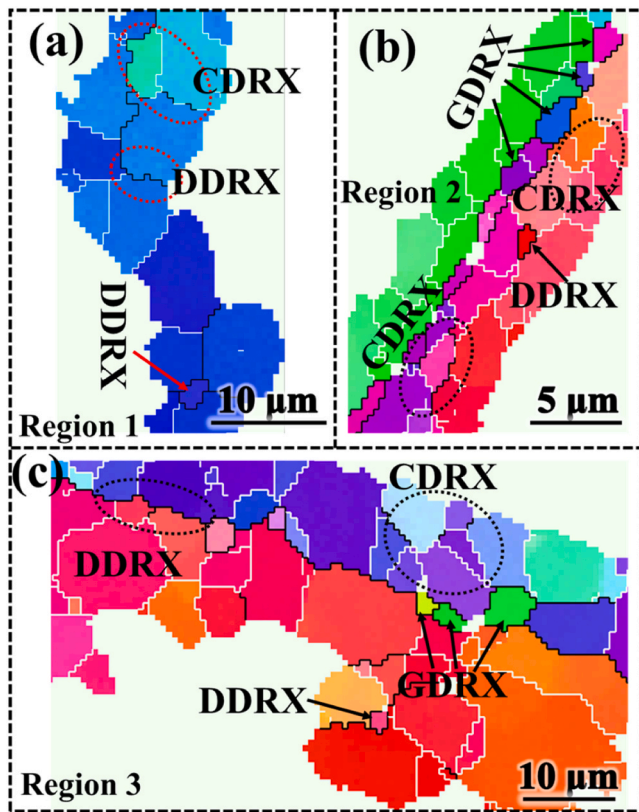 (a)
CDRX
DDRX
DDRX
10 μm
Region 1
(b)
GDRX
Region 2
CDRX
DDRX
CDRX
5 μm
(c)
CDRX
DDRX
GDRX
DDRX
Region 3
10 μm